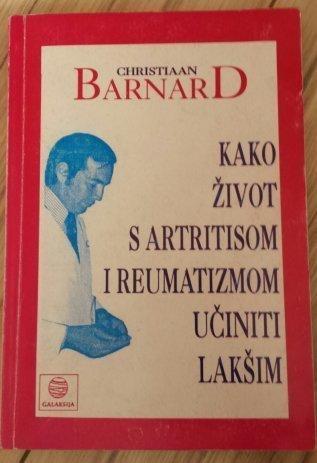 CHRISTIAAN
BARNARD
KAKO
ŽIVOT
S ARTRITISOM
I REUMATIZMOM
UČINITI
LAKŠIM
GALAKSIJA